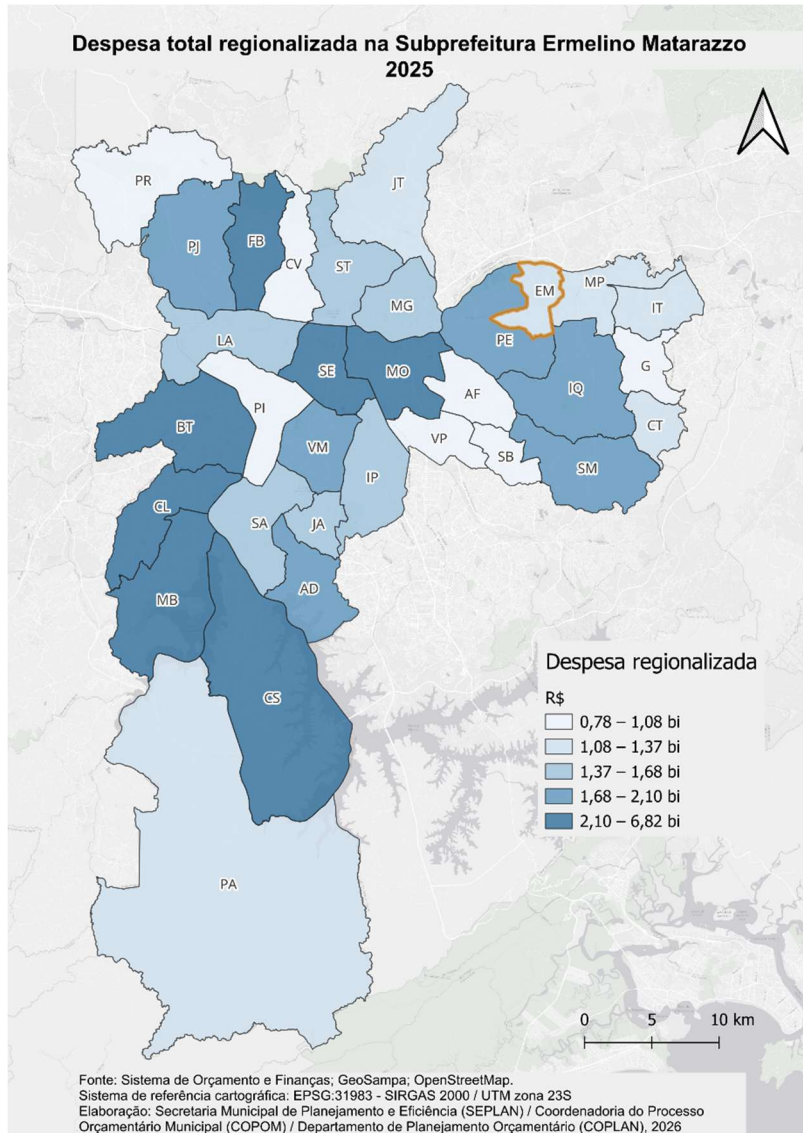 Despesa total regionalizada na Subprefeitura Ermelino Matarazzo
2025
PR
JT
PJ
FB
CV
ST
MG
EM
MP
IT
LA
PE
SE
MO
G
PI
AF
IQ
BT
VM
VP
CT
SB
IP
SM
CL
SA
JA
AD
MB
CS
PA
Despesa regionalizada
R$
0,78 – 1,08 bi
1,08 – 1,37 bi
1,37 – 1,68 bi
1,68 – 2,10 bi
2,10 – 6,82 bi
0 5 10 km
Fonte: Sistema de Orçamento e Finanças; GeoSampa; OpenStreetMap.
Sistema de referência cartográfica: EPSG:31983 - SIRGAS 2000 / UTM zona 23S
Elaboração: Secretaria Municipal de Planejamento e Eficiência (SEPLAN) / Coordenadoria do Processo
Orçamentário Municipal (COPOM) / Departamento de Planejamento Orçamentário (COPLAN), 2026